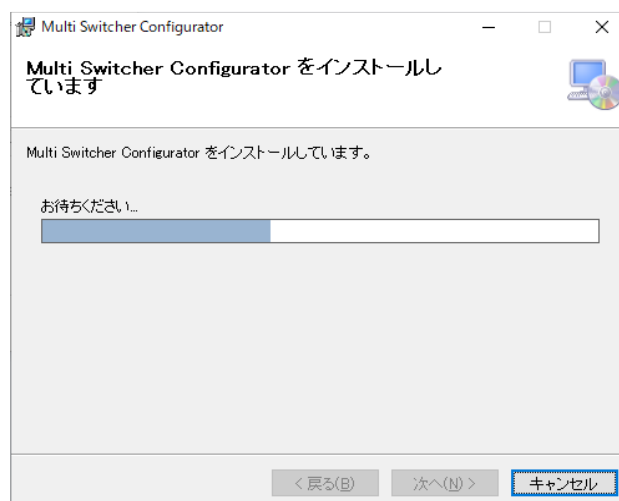 Multi Switcher Configurator
Multi Switcher Configurator をインストールし
ています
Multi Switcher Configurator をインストールしています。
お待ちください...
< 戻る(B)
次へ(N) >
キャンセル